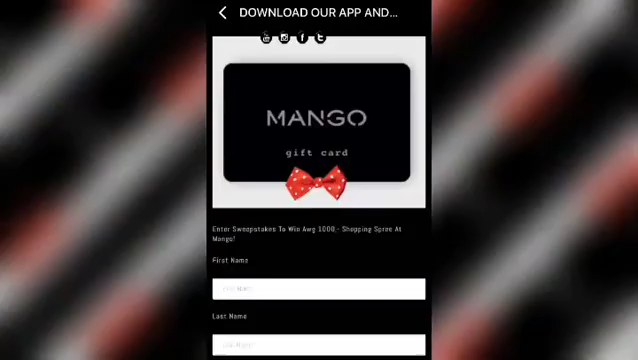 DOWNLOAD OUR APP AND...
MANGO
gift card
Enter Sweepstakes To Win Awg 1000,- Shopping Spree At
Mango!
First Name
Last Name